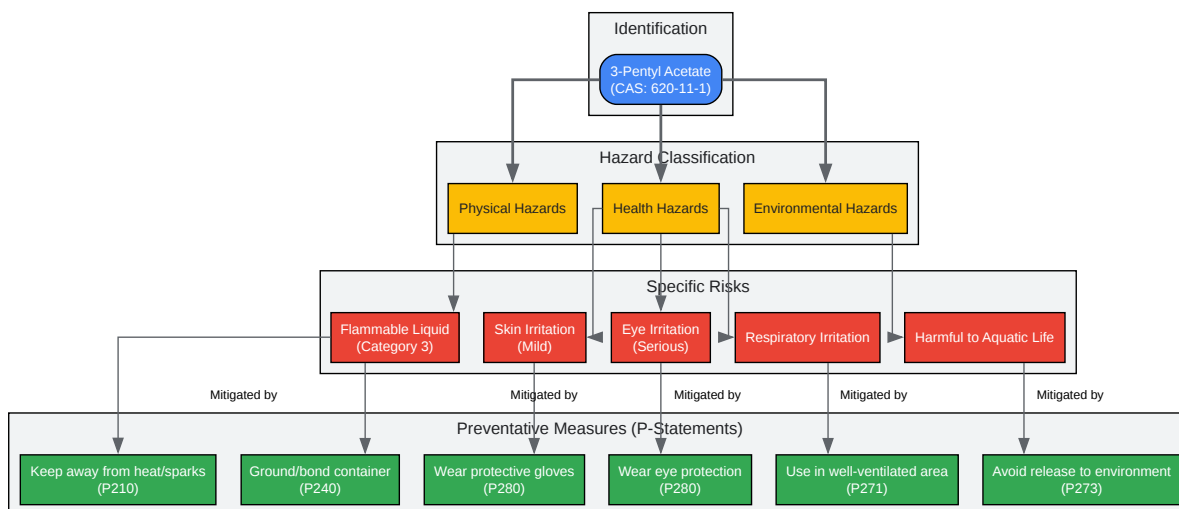 Identification
3-Pentyl Acetate
(CAS: 620-11-1)
Hazard Classification
Physical Hazards
Health Hazards
Environmental Hazards
Specific Risks
Flammable Liquid
(Category 3)
Skin Irritation
(Mild)
Eye Irritation
(Serious)
Respiratory Irritation
Harmful to Aquatic Life
Mitigated by
Mitigated by
Mitigated by
Mitigated by
Mitigated by
Preventative Measures (P-Statements)
Keep away from heat/sparks
(P210)
Ground/bond container
(P240)
Wear protective gloves
(P280)
Wear eye protection
(P280)
Use in well-ventilated area
(P271)
Avoid release to environment
(P273)